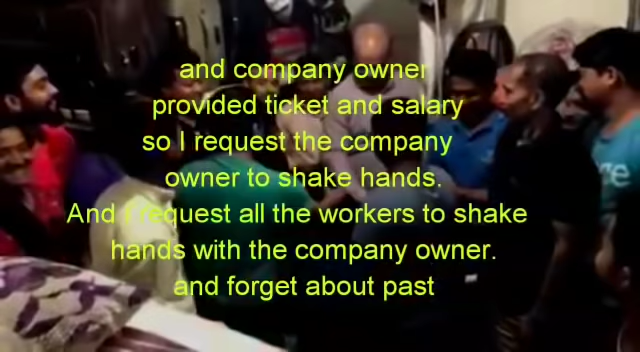 and company owner
provided ticket and salary
so I request the company
owner to shake hands.
And I request all the workers to shake
hands with the company owner.
and forget about past